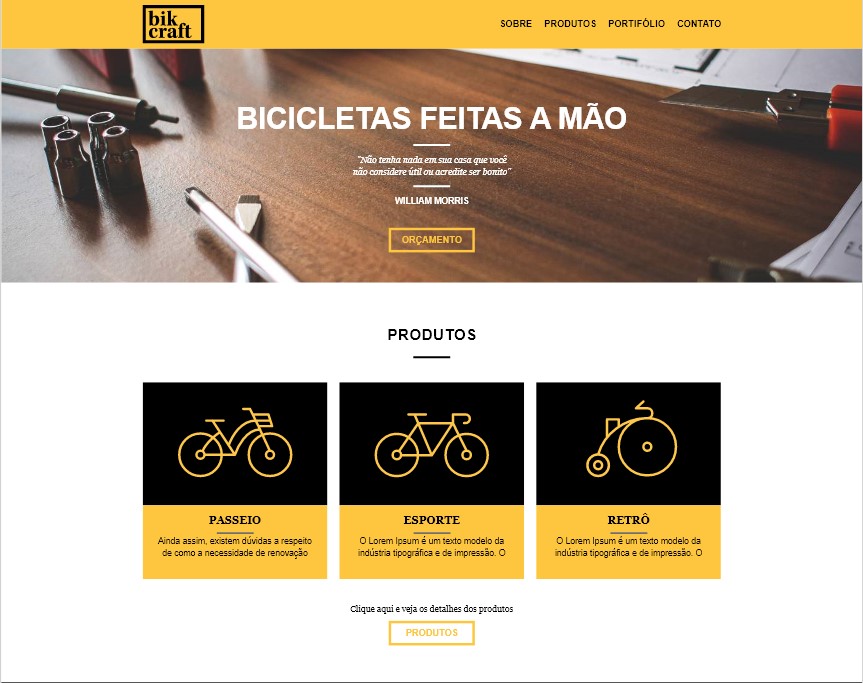 bik
craft
SOBRE PRODUTOS PORTIFÓLIO CONTATO
BICICLETAS FEITAS A MÃO
"Não tenha nada em sua casa que você
não considere útil ou acredite ser bonito"
WILLIAM MORRIS
ORÇAMENTO
PRODUTOS
PASSEIO
Ainda assim, existem dúvidas a respeito
de como a necessidade de renovação
ESPORTE
O Lorem Ipsum é um texto modelo da
indústria tipográfica e de impressão. O
RETRÔ
O Lorem Ipsum é um texto modelo da
indústria tipográfica e de impressão. O
Clique aqui e veja os detalhes dos produtos
PRODUTOS